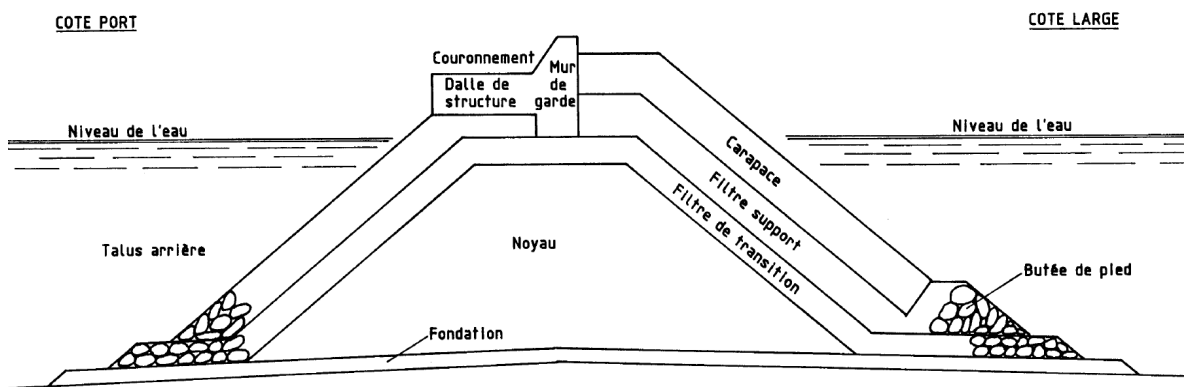 COTE PORT
COTE LARGE
Couronnement
Mur
de
garde
Dalle de
structure
Niveau de l'eau
Niveau de l'eau
Carapace
Filtre support
Filtre de transition
Talus arrière
Noyau
Butée de pied
Fondation